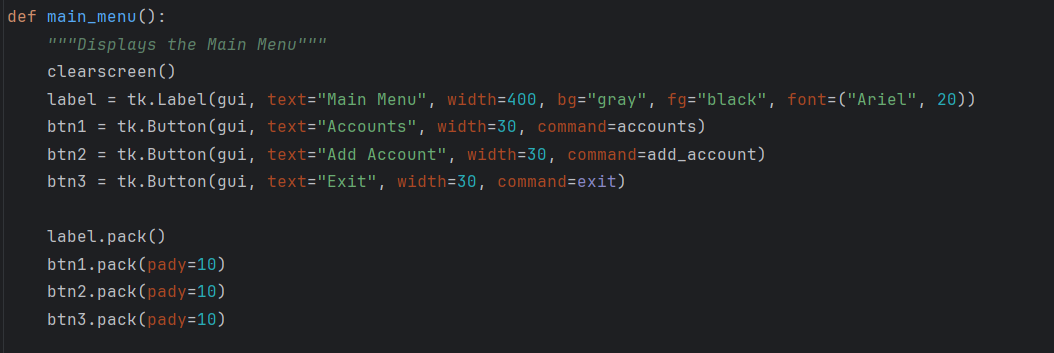 def main_menu():
    """Displays the Main Menu"""
    clearscreen()
    label = tk.Label(gui, text="Main Menu", width=400, bg="gray", fg="black", font=("Ariel", 20))
    btn1 = tk.Button(gui, text="Accounts", width=30, command=accounts)
    btn2 = tk.Button(gui, text="Add Account", width=30, command=add_account)
    btn3 = tk.Button(gui, text="Exit", width=30, command=exit)

    label.pack()
    btn1.pack(pady=10)
    btn2.pack(pady=10)
    btn3.pack(pady=10)